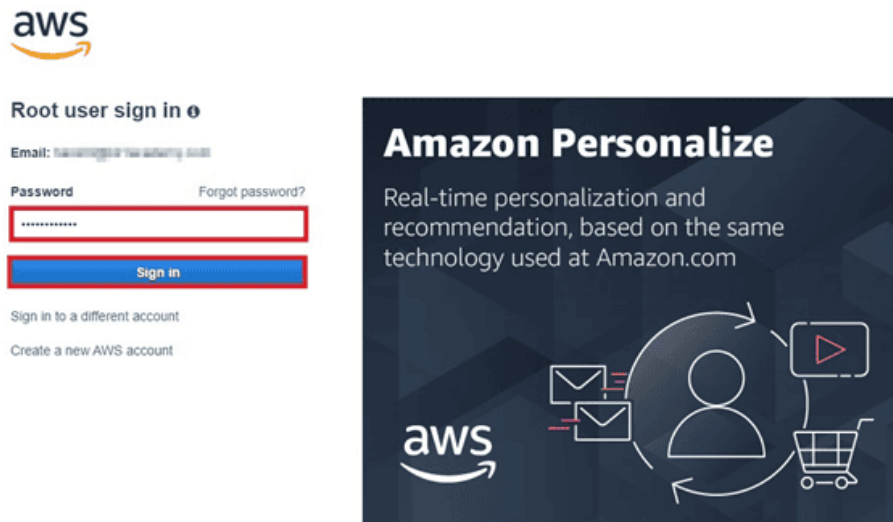 aws
Root user sign in
Email:
Password Forgot password?
............
Sign in
Sign in to a different account
Create a new AWS account
Amazon Personalize
Real-time personalization and
recommendation, based on the same
technology used at Amazon.com
aws